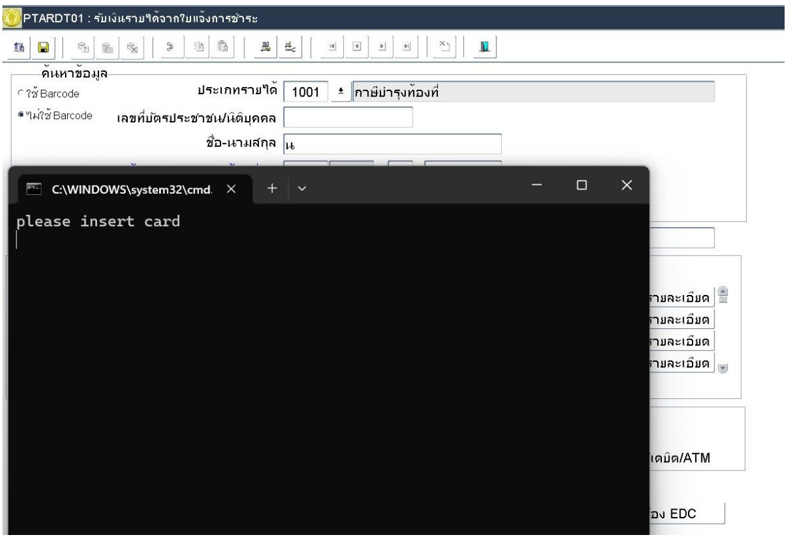 PTARDT01 : รับเงินรายได้จากใบแจ้งการชำระ
ค้นหาข้อมูล
ใช้ Barcode
ประเภทรายได้ 1001 ภาษีบำรุงท้องที่
ไม่ใช้ Barcode
เลขที่บัตรประชาชน/นิติบุคคล
ชื่อ-นามสกุล น
C:\WINDOWS\system32\cmd.
please insert card
รายละเอียด
รายละเอียด
รายละเอียด
รายละเอียด
เดบิต/ATM
EDC